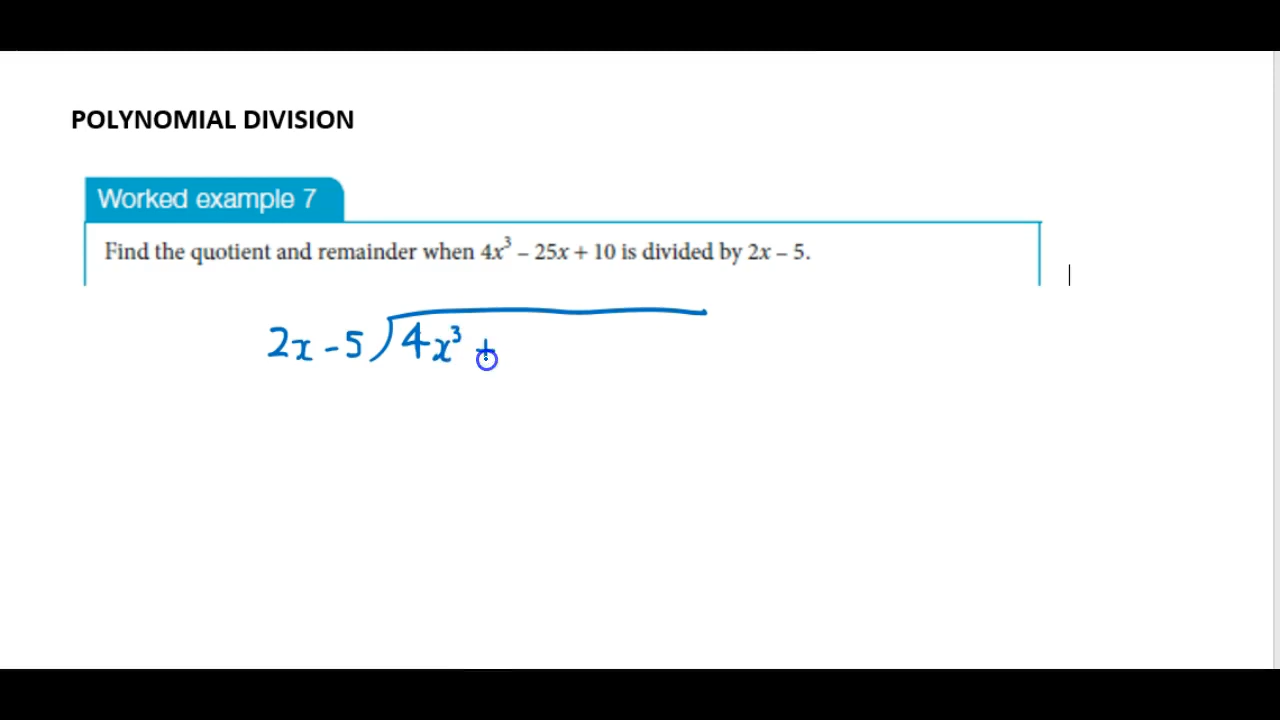 POLYNOMIAL DIVISION
Worked example 7
Find the quotient and remainder when 4x³ – 25x + 10 is divided by 2x – 5.
2x - 5 ) 4x³ +